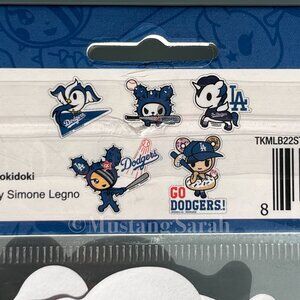 Dodgers
LA
Dodgers
GO
DODGERS!
okidoki
y Simone Legno
TKMLB22S
8
©Mustang Sarah